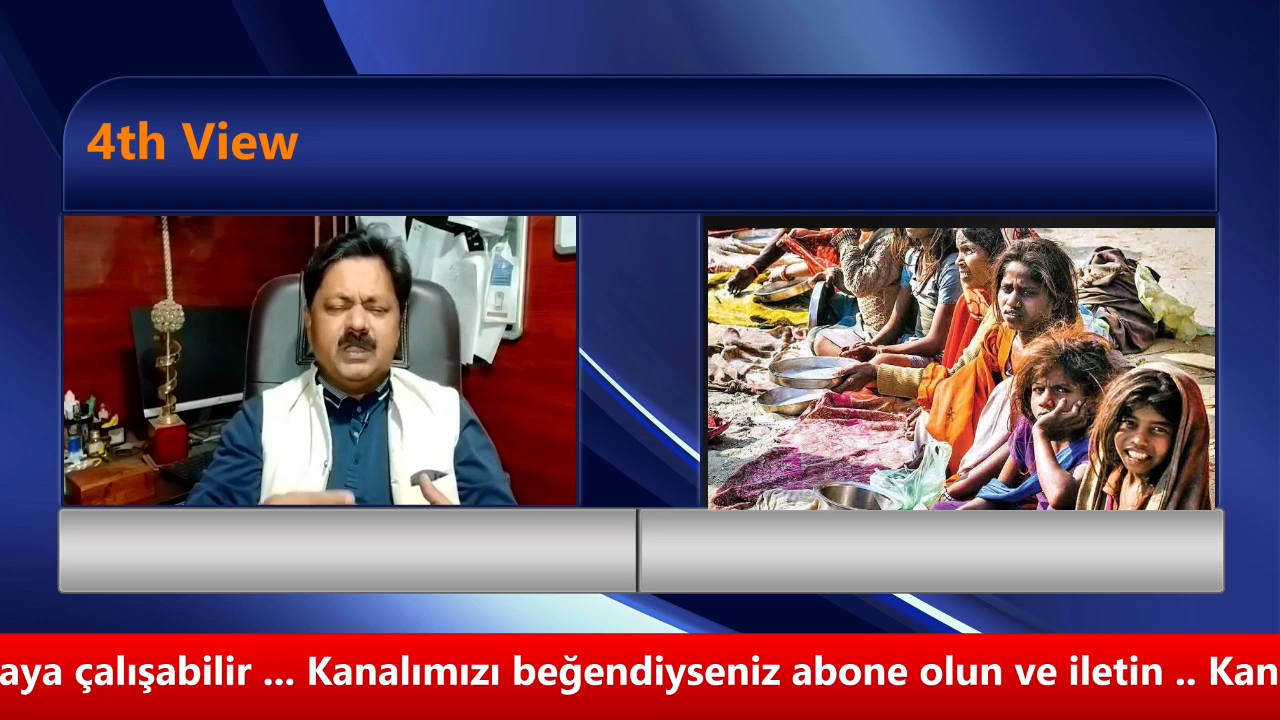 4th View
aya çalışabilir ... Kanalımızı beğendiyseniz abone olun ve iletin .. Kan